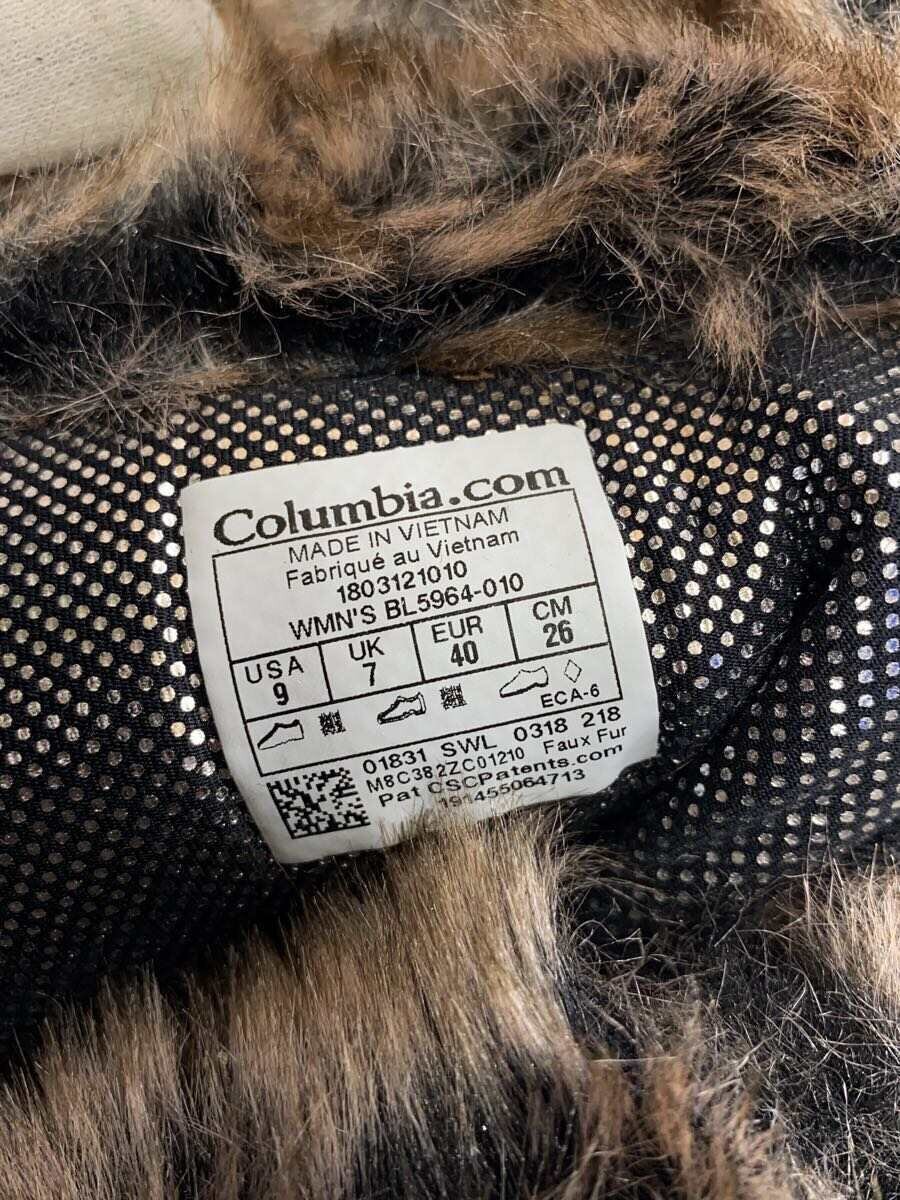 Columbia.com
MADE IN VIETNAM
Fabriqué au Vietnam
1803121010
WMN'S BL5964-010
USA UK EUR CM
9 7 40 26
ECA-6
01831 SWL 0318 218
M8C382ZC01210 Faux Fur
Pat CSCPatents.com
191455064713